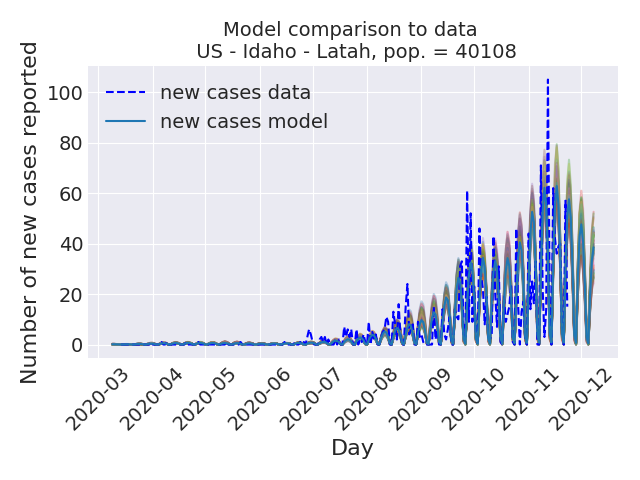 Model comparison to data
US - Idaho - Latah, pop. = 40108
Number of new cases reported
100
80
60
40
20
0
new cases data
new cases model
2020-03
2020-04
2020-05
2020-06
2020-07
2020-08
2020-09
2020-10
2020-11
2020-12
Day